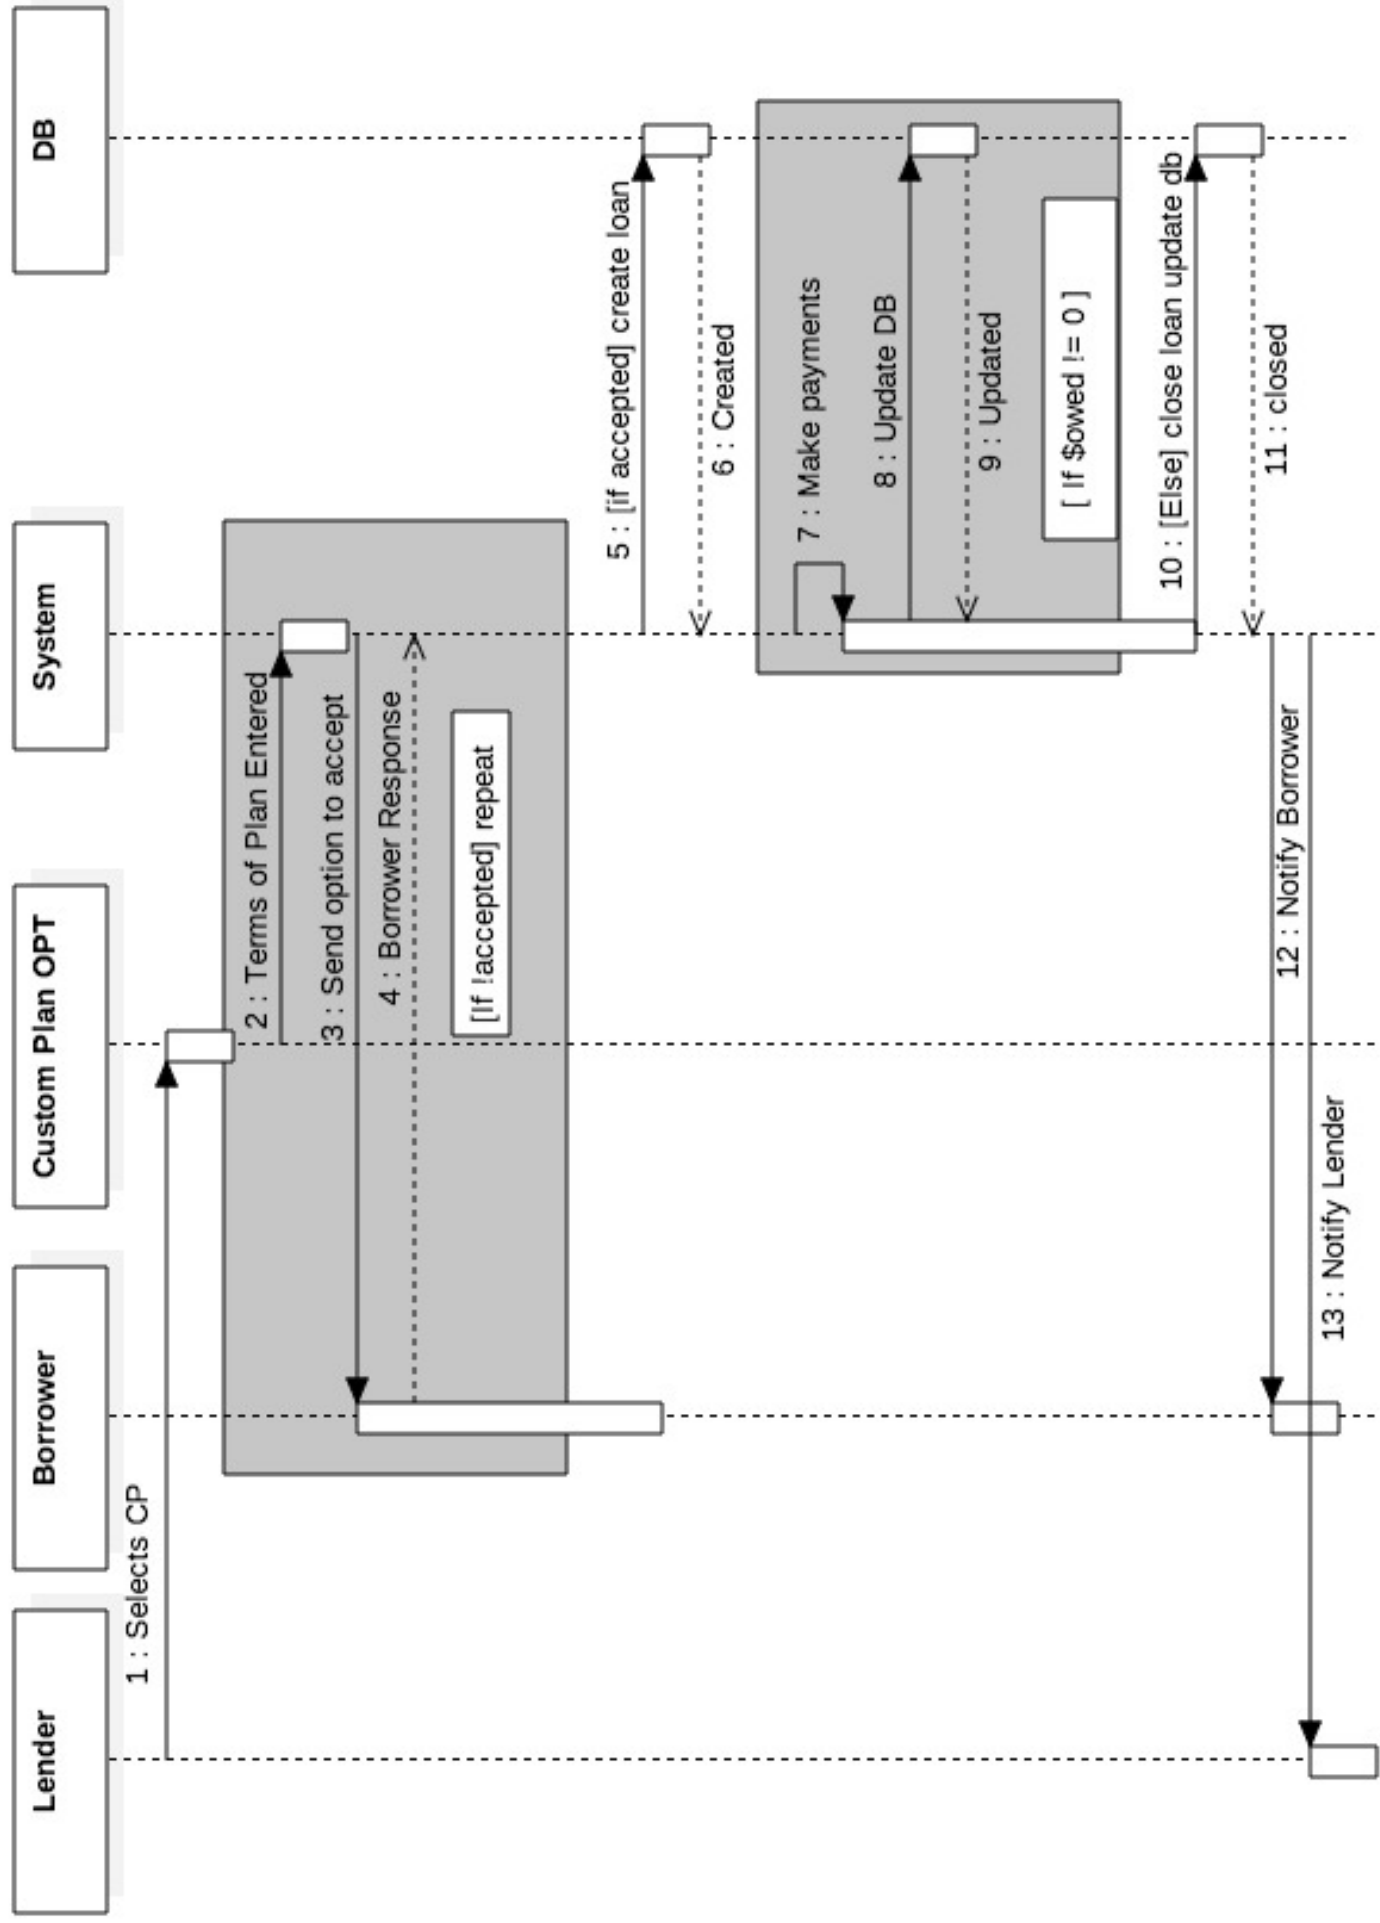 Lender
Borrower
Custom Plan OPT
System
DB
1 : Selects CP
2 : Terms of Plan Entered
3 : Send option to accept
4 : Borrower Response
[If !accepted] repeat
5 : [if accepted] create loan
6 : Created
7 : Make payments
8 : Update DB
9 : Updated
[ If $owed != 0 ]
10 : [Else] close loan update db
11 : closed
12 : Notify Borrower
13 : Notify Lender